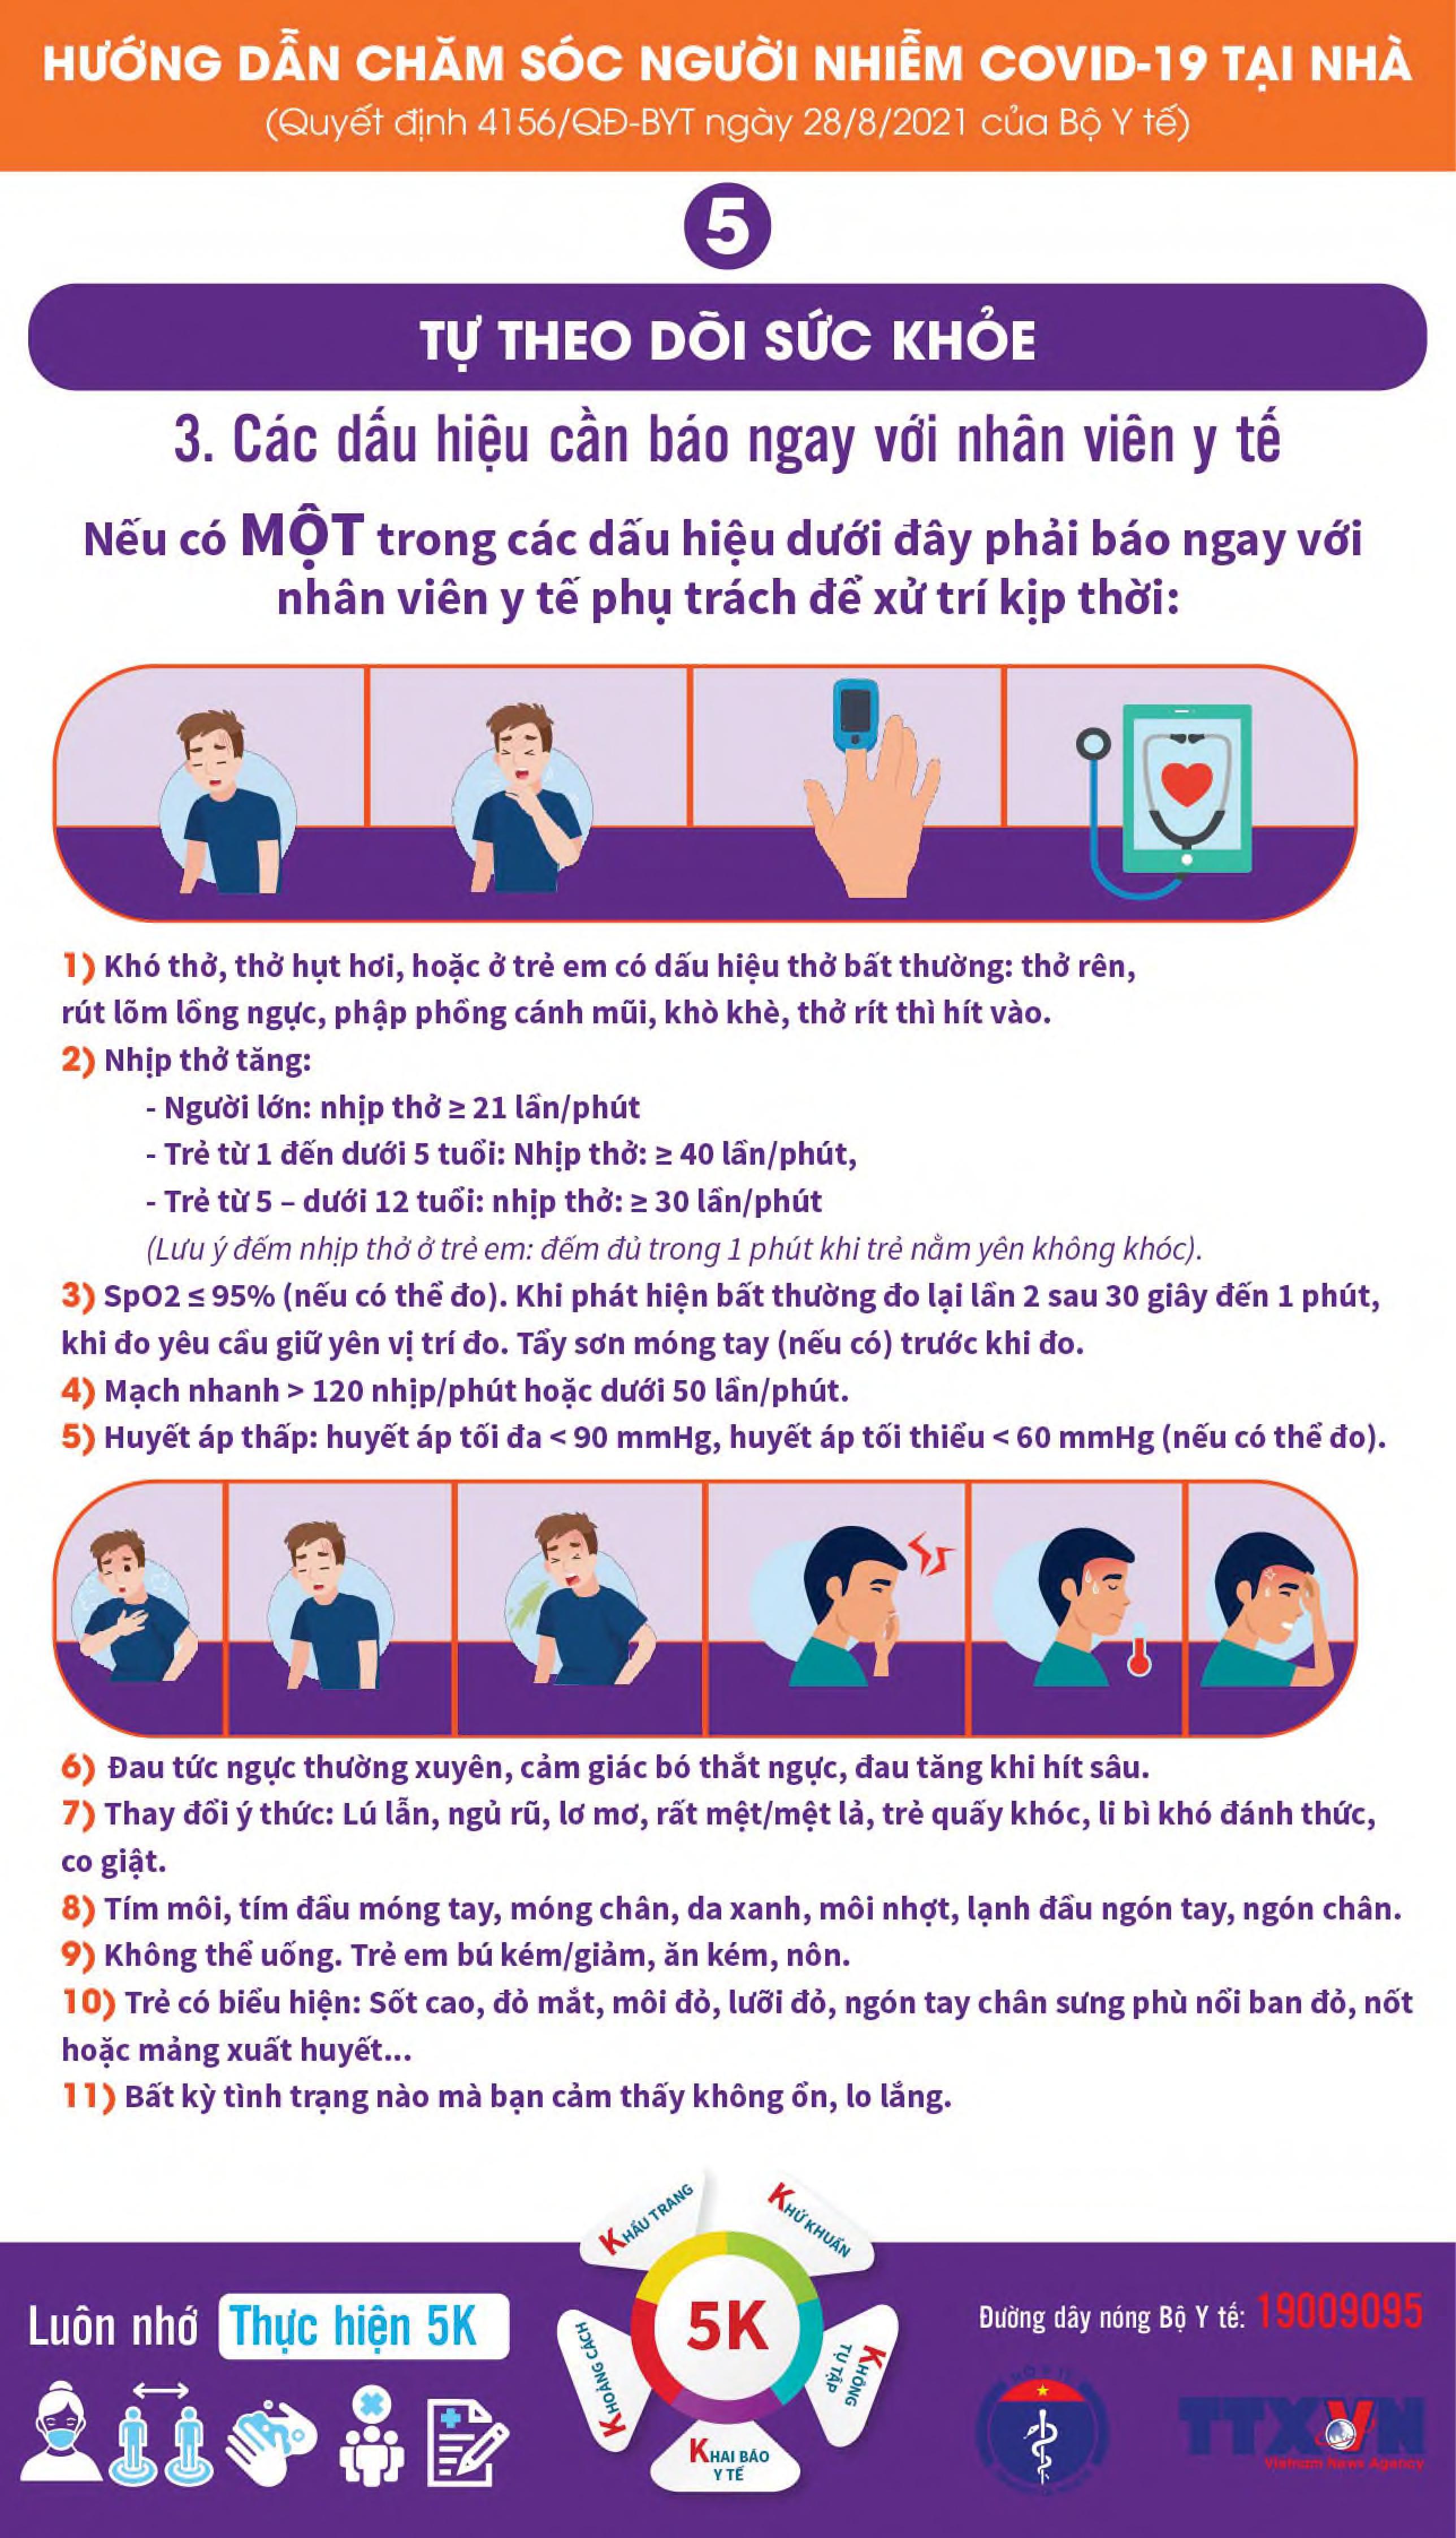 HƯỚNG DẪN CHĂM SÓC NGƯỜI NHIỄM COVID-19 TẠI NHÀ
(Quyết định 4156/QĐ-BYT ngày 28/8/2021 của Bộ Y tế)
5
TỰ THEO DÕI SỨC KHỎE
3. Các dấu hiệu cần báo ngay với nhân viên y tế
Nếu có MỘT trong các dấu hiệu dưới đây phải báo ngay với
nhân viên y tế phụ trách để xử trí kịp thời:
1) Khó thở, thở hụt hơi, hoặc ở trẻ em có dấu hiệu thở bất thường: thở rên,
rút lõm lồng ngực, phập phồng cánh mũi, khò khè, thở rít thì hít vào.
2) Nhịp thở tăng:
- Người lớn: nhịp thở ≥ 21 lần/phút
- Trẻ từ 1 đến dưới 5 tuổi: Nhịp thở: ≥ 40 lần/phút,
- Trẻ từ 5 – dưới 12 tuổi: nhịp thở: ≥ 30 lần/phút
(Lưu ý đếm nhịp thở ở trẻ em: đếm đủ trong 1 phút khi trẻ nằm yên không khóc).
3) SpO2 ≤ 95% (nếu có thể đo). Khi phát hiện bất thường đo lại lần 2 sau 30 giây đến 1 phút,
khi đo yêu cầu giữ yên vị trí đo. Tẩy sơn móng tay (nếu có) trước khi đo.
4) Mạch nhanh > 120 nhịp/phút hoặc dưới 50 lần/phút.
5) Huyết áp thấp: huyết áp tối đa < 90 mmHg, huyết áp tối thiểu < 60 mmHg (nếu có thể đo).
6) Đau tức ngực thường xuyên, cảm giác bó thắt ngực, đau tăng khi hít sâu.
7) Thay đổi ý thức: Lú lẫn, ngủ rũ, lơ mơ, rất mệt/mệt lả, trẻ quấy khóc, li bì khó đánh thức,
co giật.
8) Tím môi, tím đầu móng tay, móng chân, da xanh, môi nhợt, lạnh đầu ngón tay, ngón chân.
9) Không thể uống. Trẻ em bú kém/giảm, ăn kém, nôn.
10) Trẻ có biểu hiện: Sốt cao, đỏ mắt, môi đỏ, lưỡi đỏ, ngón tay chân sưng phù nổi ban đỏ, nốt
hoặc mảng xuất huyết...
11) Bất kỳ tình trạng nào mà bạn cảm thấy không ổn, lo lắng.
Luôn nhớ Thực hiện 5K
KHẨU TRANG
KHỬ KHUẨN
KHOẢNG CÁCH
5K
KHÔNG
TỤ TẬP
KHAI BÁO
Y TẾ
Đường dây nóng Bộ Y tế: 19009095
TTXVN
Vietnam News Agency